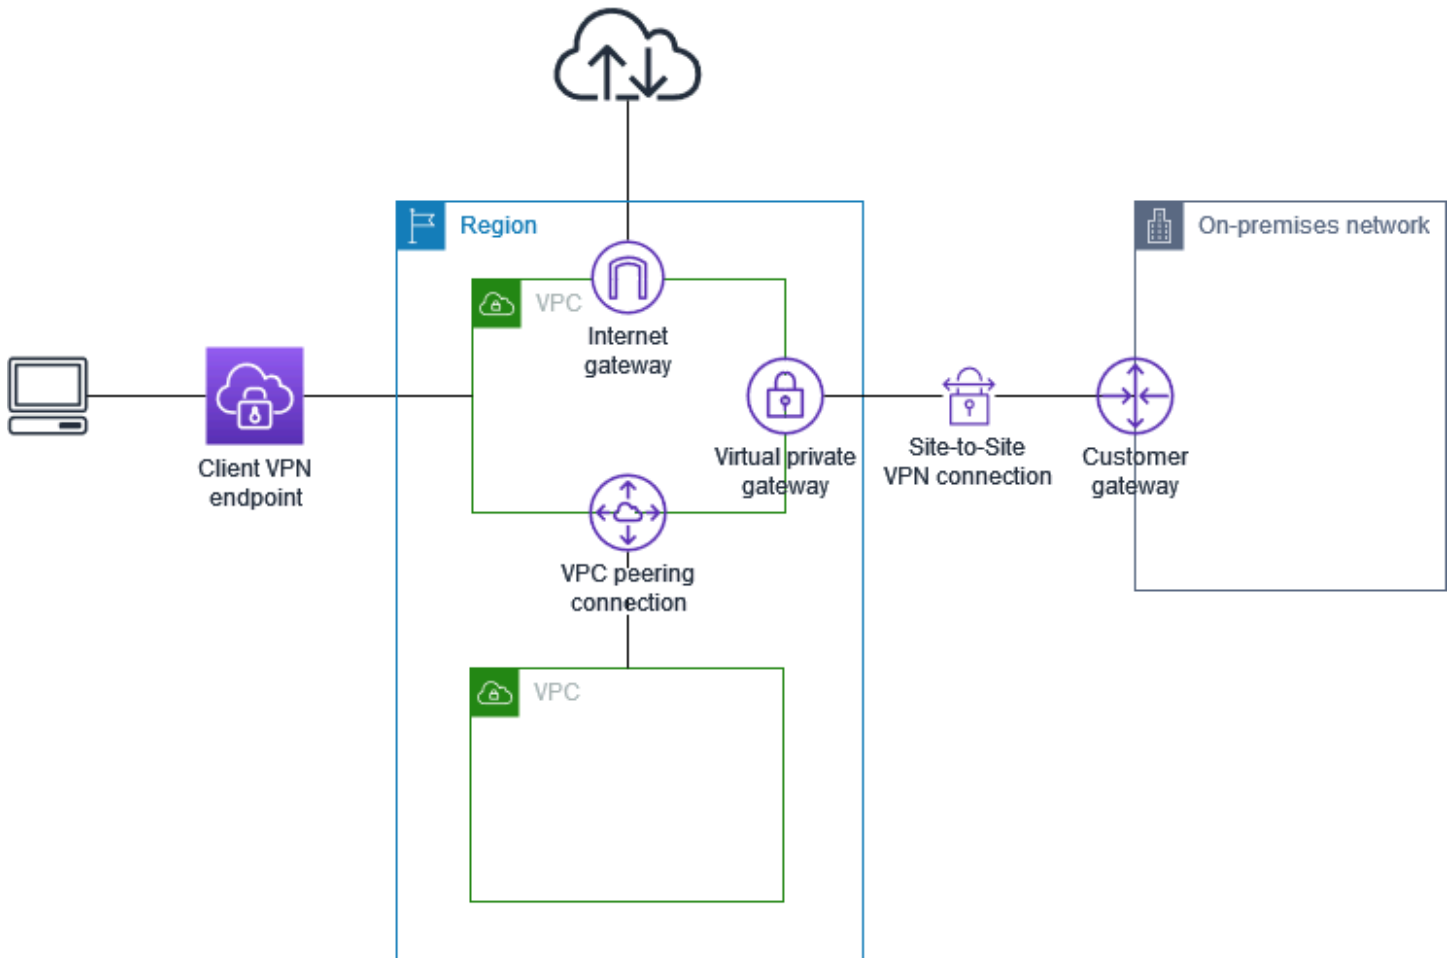 Region
On-premises network
VPC
Internet
gateway
Client VPN
endpoint
Virtual private
gateway
Site-to-Site
VPN connection
Customer
gateway
VPC peering
connection
VPC